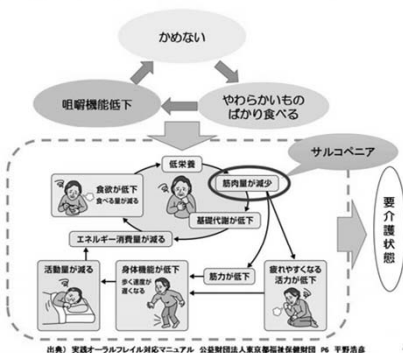 かめない
咀嚼機能低下
やわらかいもの
ばかり食べる
サルコペニア
低栄養
筋肉量が減少
食欲が低下
食べる量が減る
基礎代謝が低下
エネルギー消費量が減る
要介護状態
活動量が減る
身体機能が低下
歩く速度が
遅くなる
筋力が低下
疲れやすくなる
活力が低下
出典）実践オーラルフレイル対応マニュアル 公益財団法人東京都福祉保健財団 P6 平野浩彦